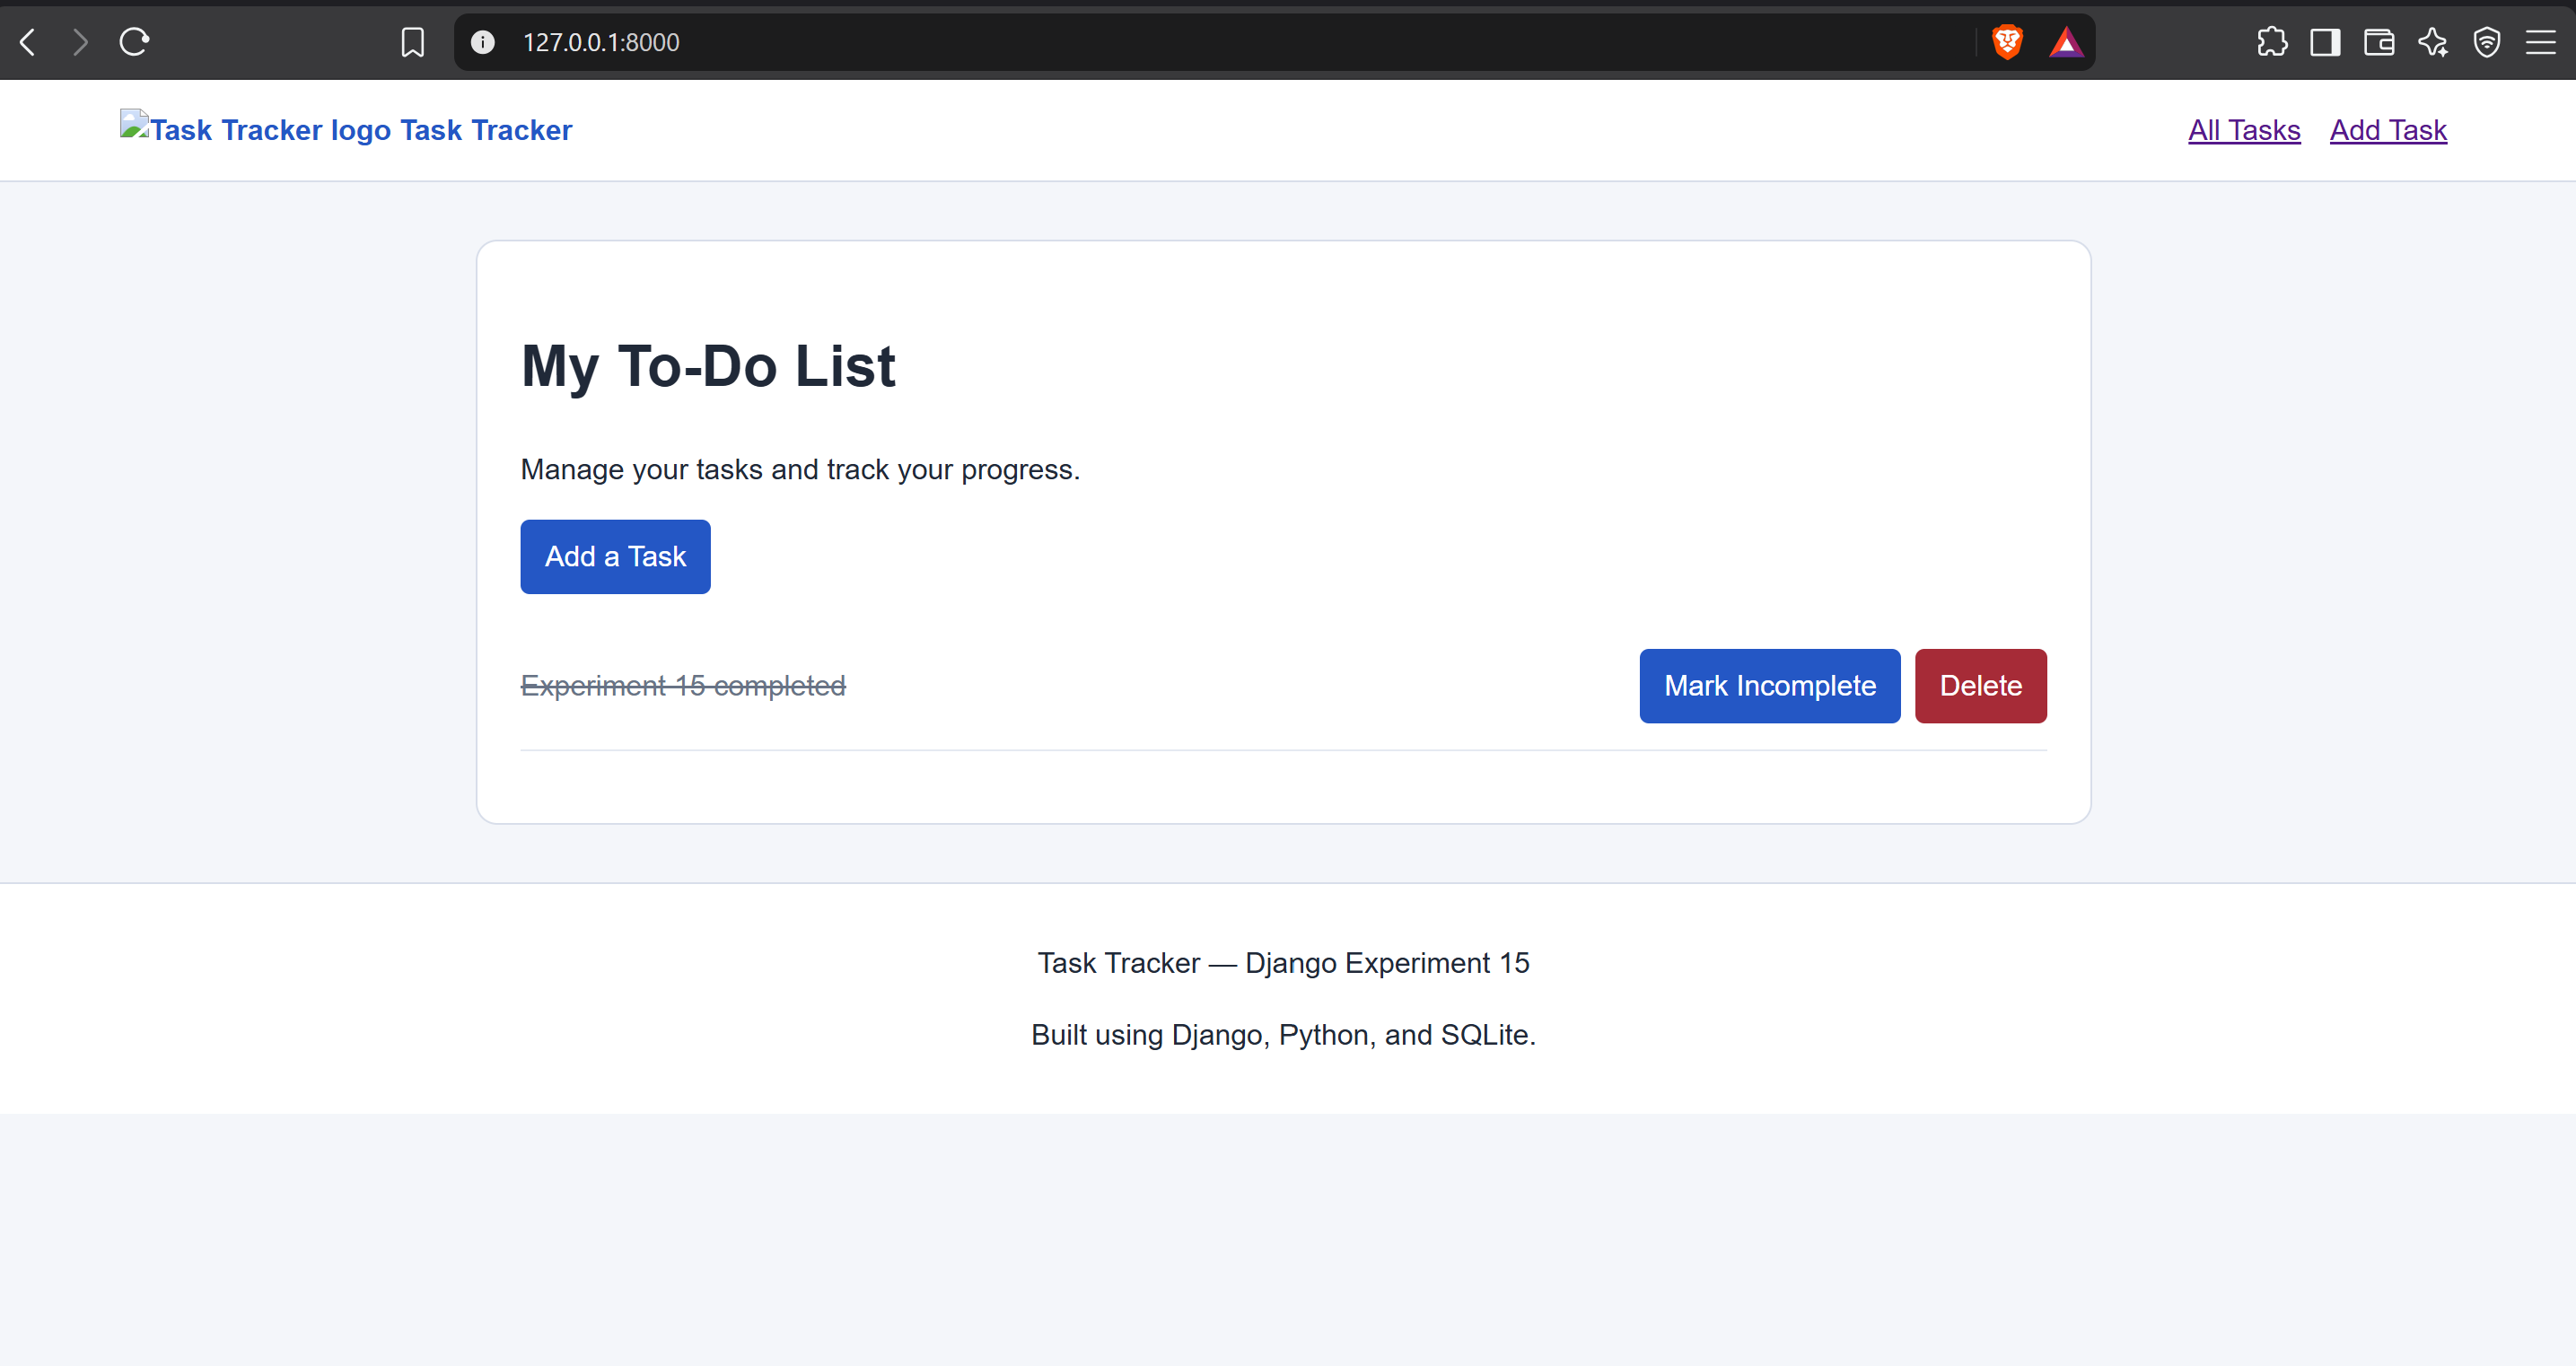 127.0.0.1:8000
Task Tracker logo Task Tracker
All Tasks Add Task
My To-Do List
Manage your tasks and track your progress.
Add a Task
Experiment 15 completed
Mark Incomplete Delete
Task Tracker — Django Experiment 15
Built using Django, Python, and SQLite.